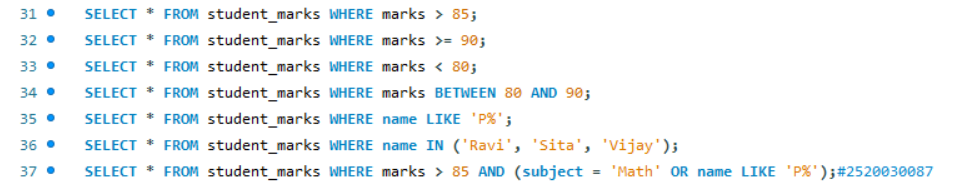 31 SELECT * FROM student_marks WHERE marks > 85;
32 SELECT * FROM student_marks WHERE marks >= 90;
33 SELECT * FROM student_marks WHERE marks < 80;
34 SELECT * FROM student_marks WHERE marks BETWEEN 80 AND 90;
35 SELECT * FROM student_marks WHERE name LIKE 'P%';
36 SELECT * FROM student_marks WHERE name IN ('Ravi', 'Sita', 'Vijay');
37 SELECT * FROM student_marks WHERE marks > 85 AND (subject = 'Math' OR name LIKE 'P%');#2520030087